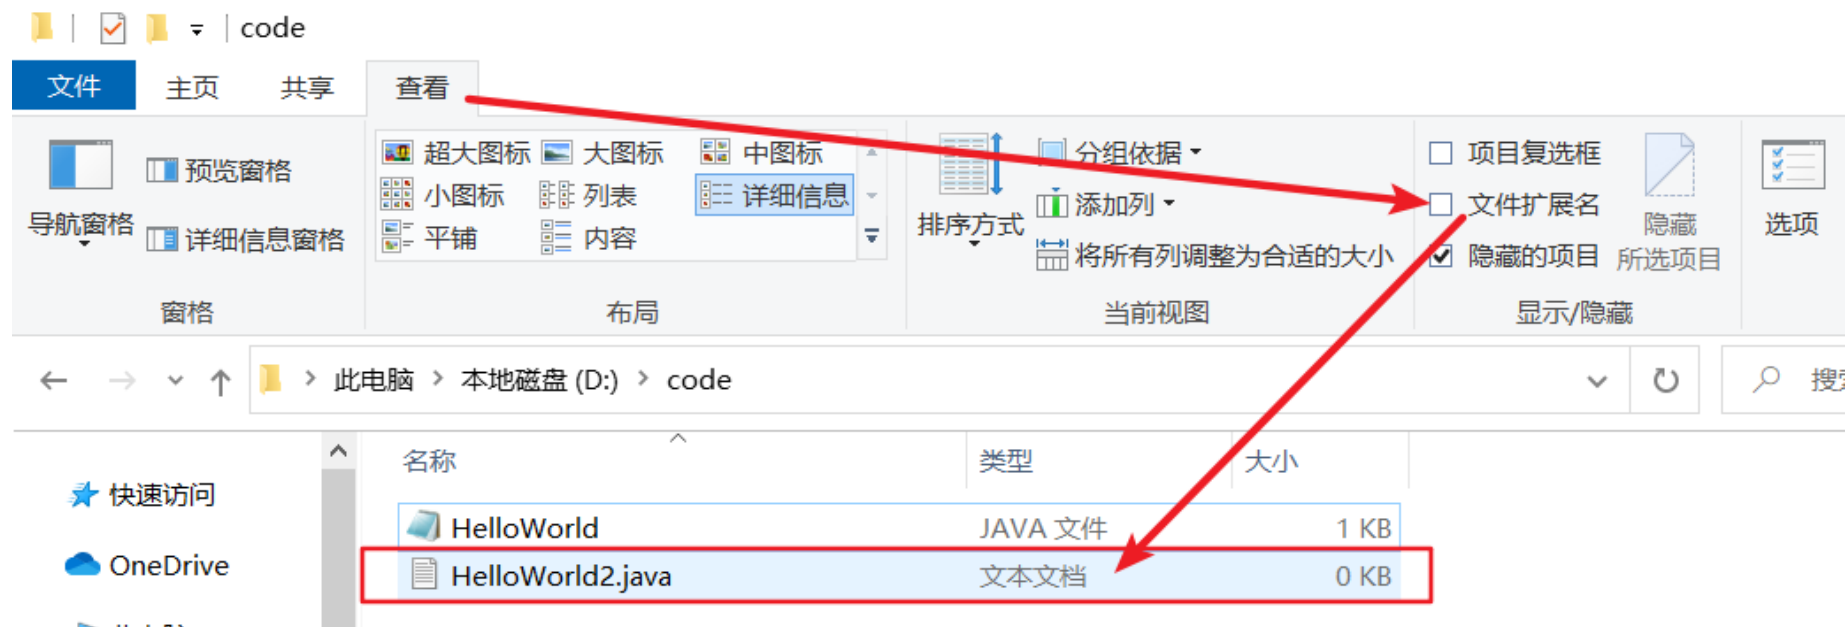 code
文件 主页 共享 查看
导航窗格
预览窗格
详细信息窗格
窗格
超大图标 大图标 中图标
小图标 列表 详细信息
平铺 内容
布局
排序方式
分组依据
添加列
将所有列调整为合适的大小
当前视图
项目复选框
文件扩展名
隐藏的项目
隐藏
所选项目
显示/隐藏
选项
此电脑 本地磁盘 (D:) code
快速访问
OneDrive
名称 类型 大小
HelloWorld JAVA 文件 1 KB
HelloWorld2.java 文本文档 0 KB